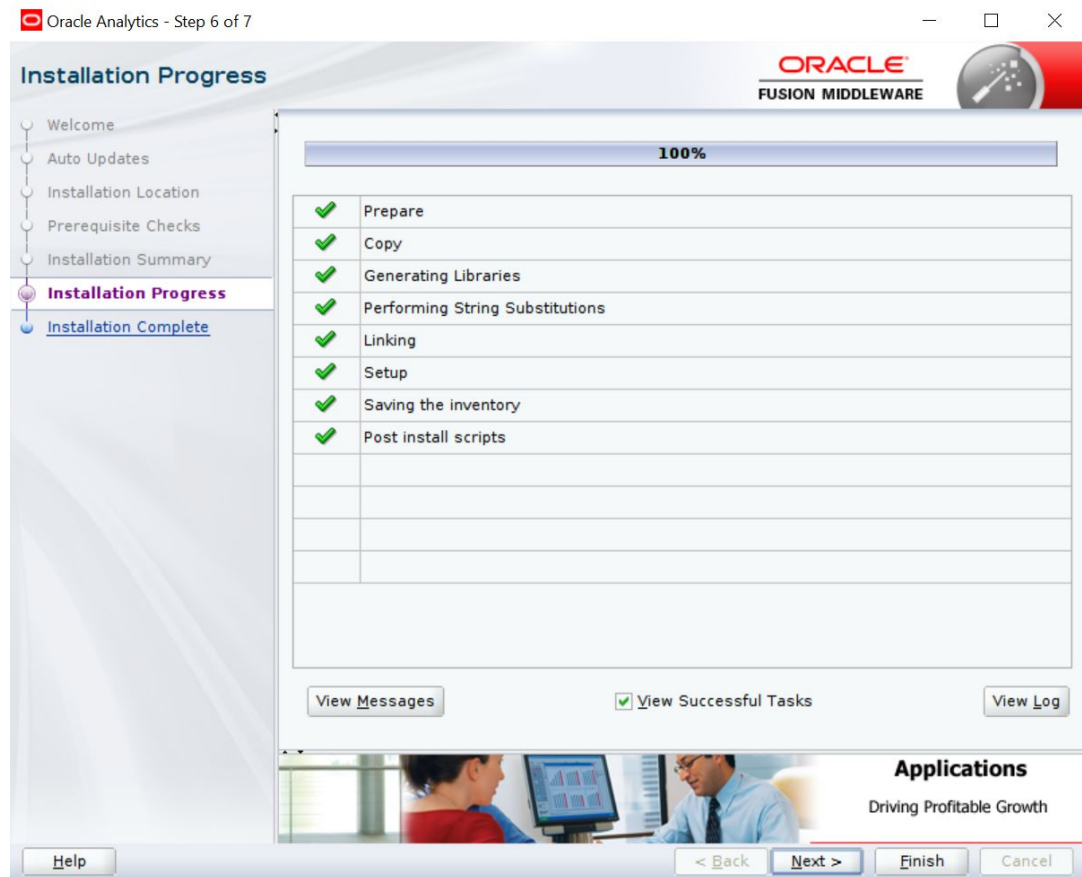 Oracle Analytics - Step 6 of 7
Installation Progress
ORACLE
FUSION MIDDLEWARE
Welcome
Auto Updates
Installation Location
Prerequisite Checks
Installation Summary
Installation Progress
Installation Complete
100%
Prepare
Copy
Generating Libraries
Performing String Substitutions
Linking
Setup
Saving the inventory
Post install scripts
View Messages
View Successful Tasks
View Log
Applications
Driving Profitable Growth
Help
< Back
Next >
Finish
Cancel